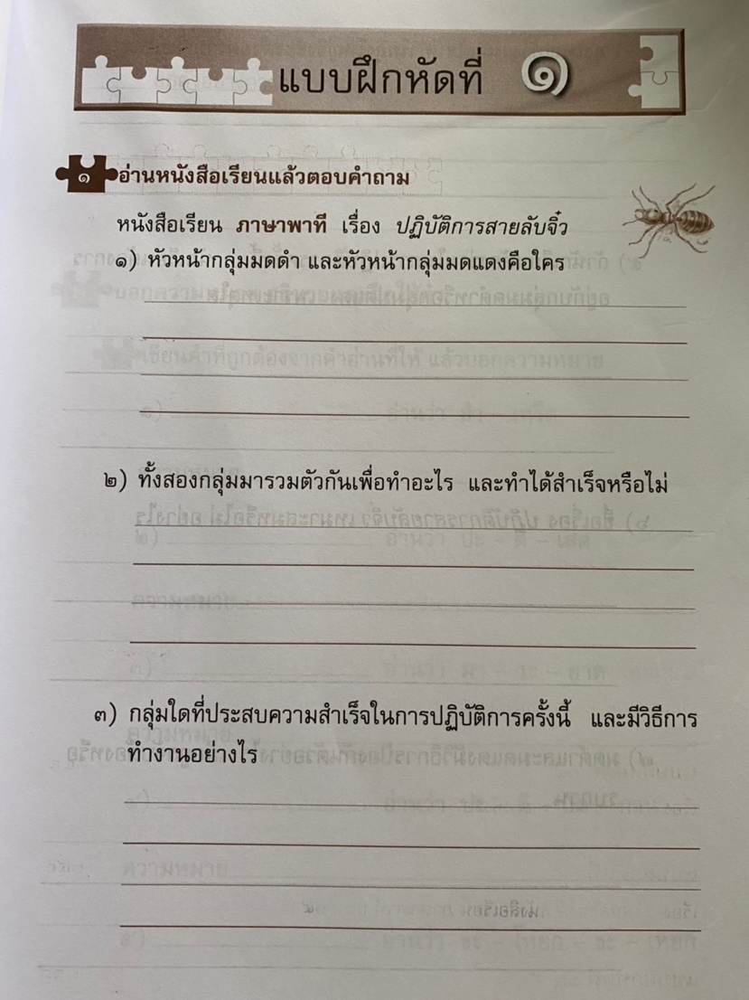 แบบฝึกหัดที่ ๑
๑ อ่านหนังสือเรียนแล้วตอบคำถาม
หนังสือเรียน ภาษาพาที เรื่อง ปฏิบัติการสายลับจิ๋ว
๑) หัวหน้ากลุ่มมดดำ และหัวหน้ากลุ่มมดแดงคือใคร
๒) ทั้งสองกลุ่มมารวมตัวกันเพื่อทำอะไร และทำได้สำเร็จหรือไม่
๓) กลุ่มใดที่ประสบความสำเร็จในการปฏิบัติการครั้งนี้ และมีวิธีการ
ทำงานอย่างไร